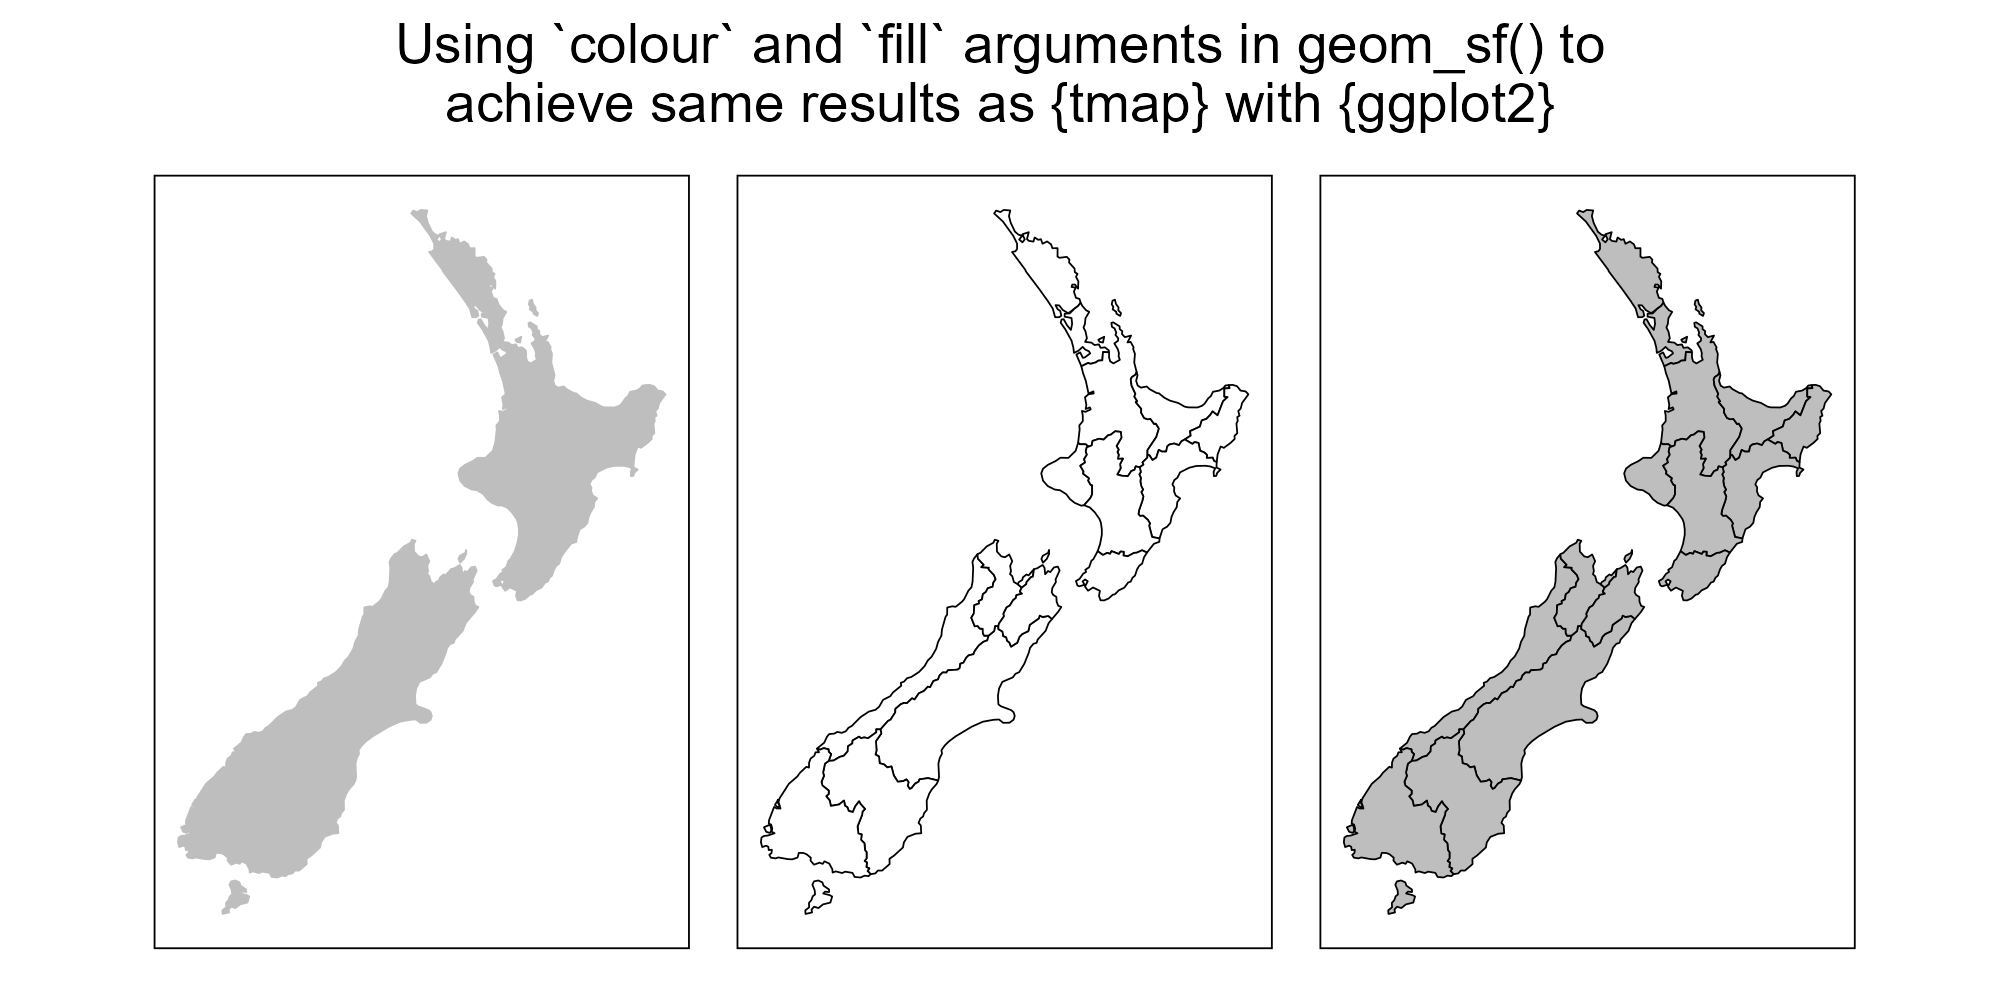 Using `colour` and `fill` arguments in geom_sf() to
achieve same results as {tmap} with {ggplot2}